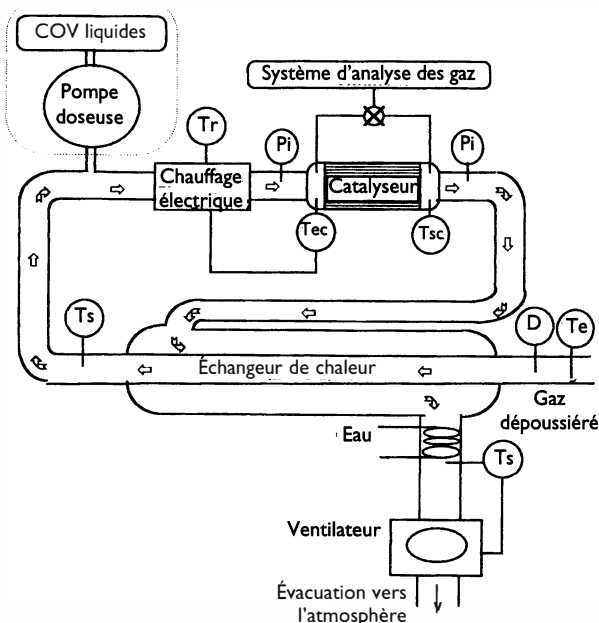 COV liquides
Pompe
doseuse
Système d'analyse des gaz
Tr
Pi
Pi
Chauffage
électrique
Catalyseur
Tec
Tsc
Ts
D
Te
Échangeur de chaleur
Gaz
dépoussiéré
Eau
Ts
Ventilateur
Évacuation vers
l'atmosphère